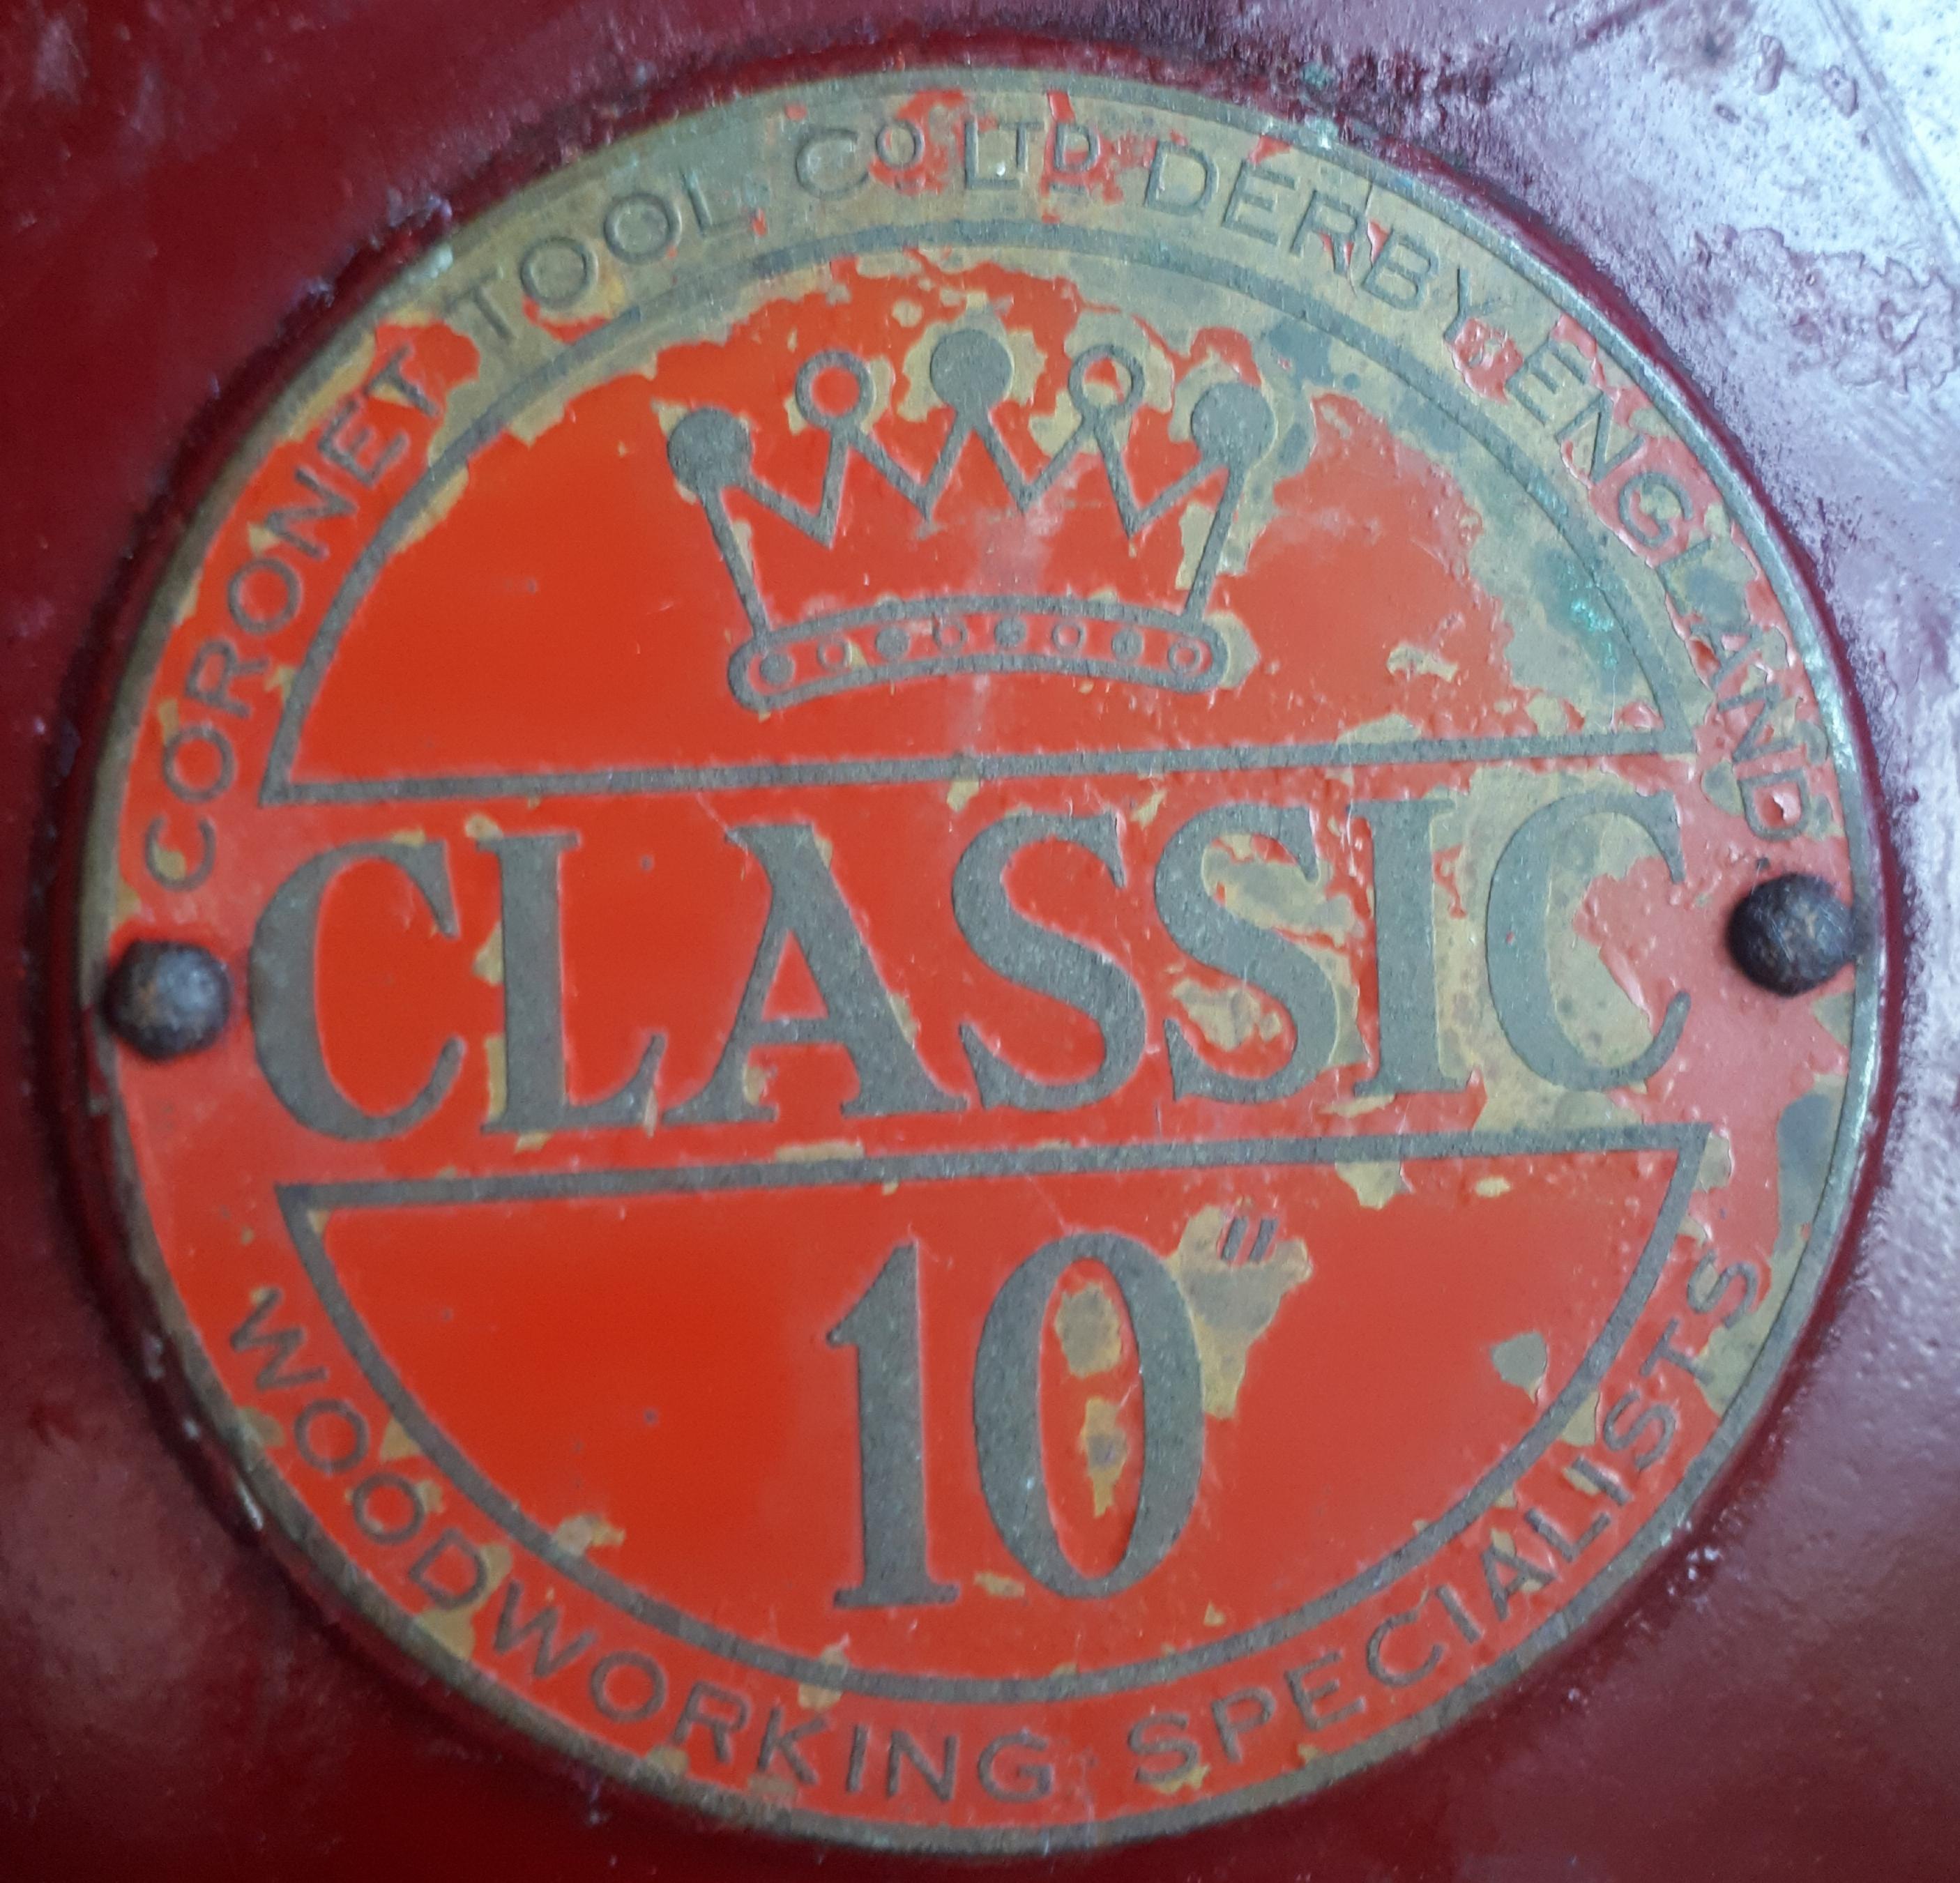 CORONET TOOL CO LTD DERBY ENGLAND
CLASSIC
10"
WOODWORKING SPECIALISTS